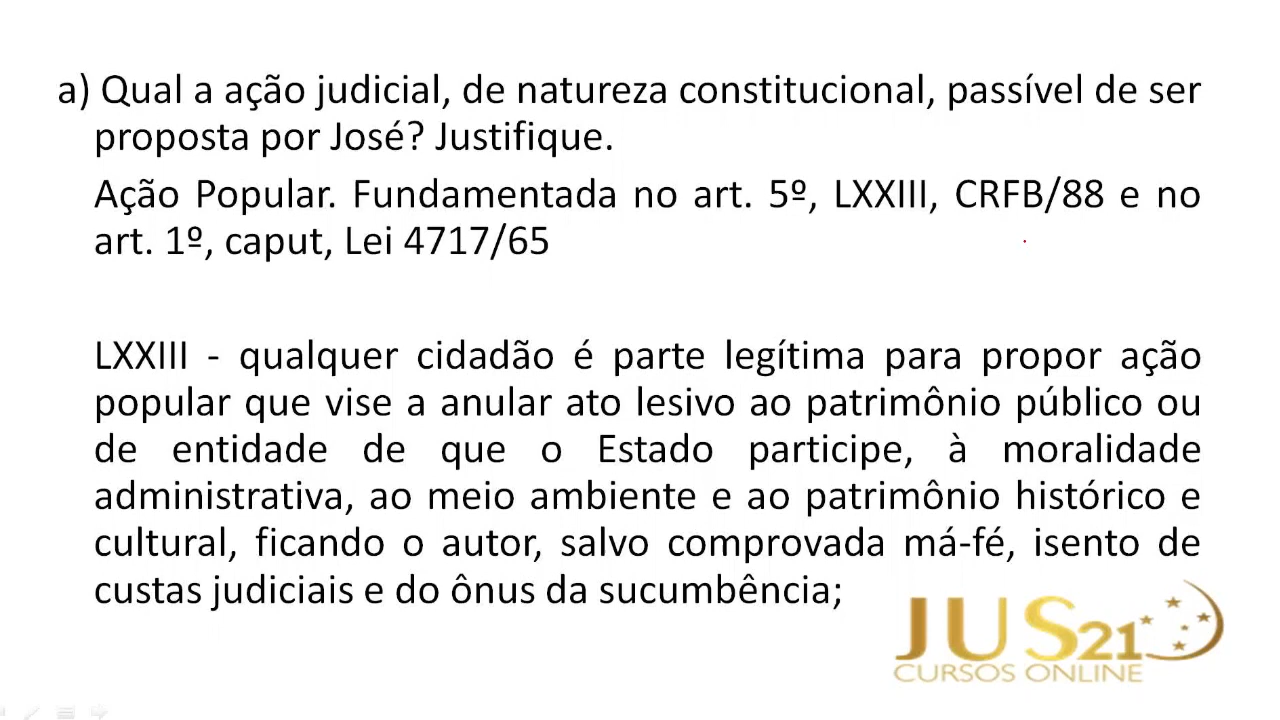 a) Qual a ação judicial, de natureza constitucional, passível de ser
proposta por José? Justifique.
Ação Popular. Fundamentada no art. 5º, LXXIII, CRFB/88 e no
art. 1º, caput, Lei 4717/65
LXXIII - qualquer cidadão é parte legítima para propor ação
popular que vise a anular ato lesivo ao patrimônio público ou
de entidade de que o Estado participe, à moralidade
administrativa, ao meio ambiente e ao patrimônio histórico e
cultural, ficando o autor, salvo comprovada má-fé, isento de
custas judiciais e do ônus da sucumbência;
JUS21
CURSOS ONLINE